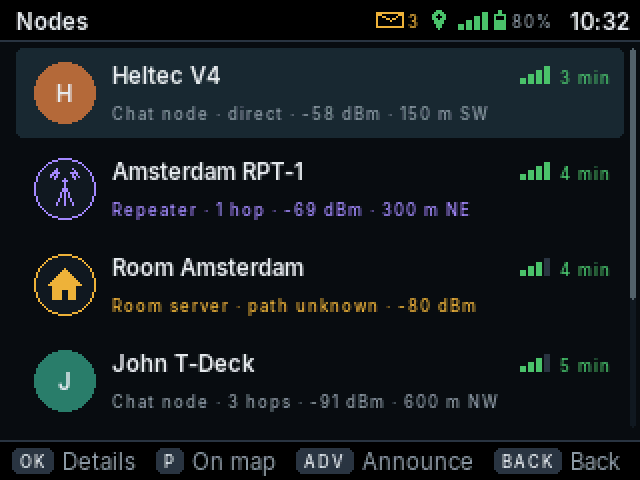 Nodes 3 80% 10:32
H Heltec V4 3 min
Chat node · direct · -58 dBm · 150 m SW
Amsterdam RPT-1 4 min
Repeater · 1 hop · -69 dBm · 300 m NE
Room Amsterdam 4 min
Room server · path unknown · -80 dBm
J John T-Deck 5 min
Chat node · 3 hops · -91 dBm · 600 m NW
OK Details P On map ADV Announce BACK Back